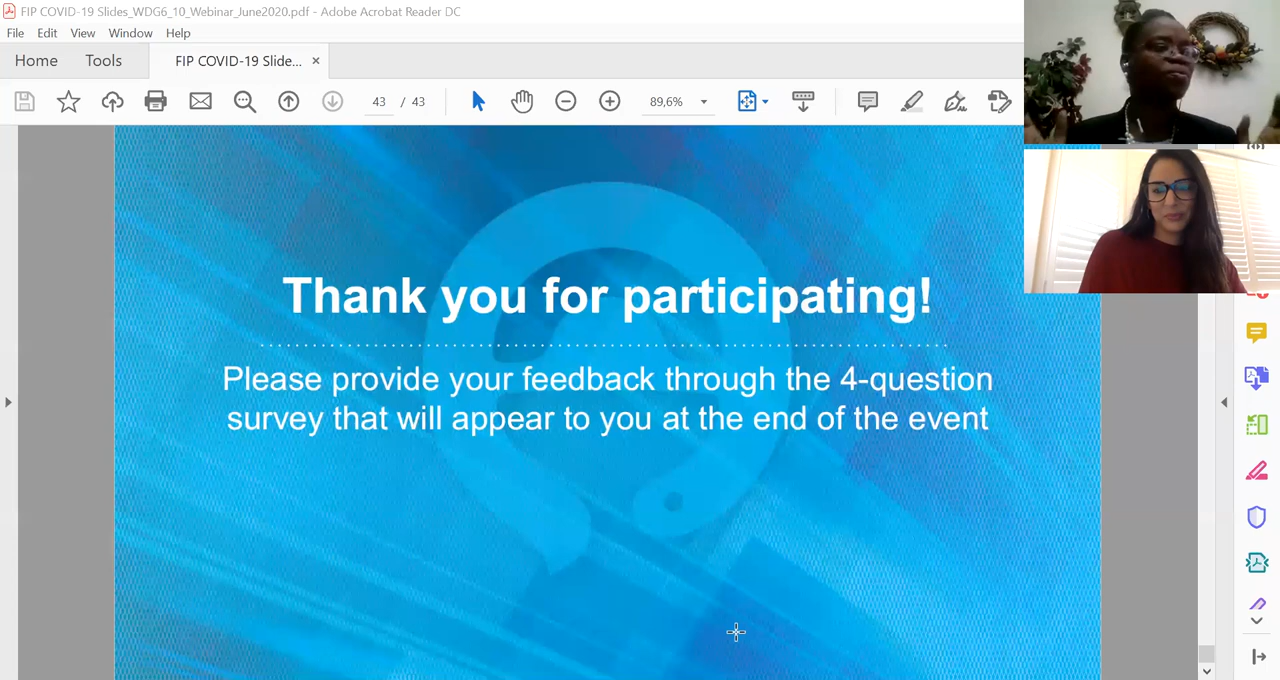 FIP COVID-19 Slides_WDG6_10_Webinar_June2020.pdf - Adobe Acrobat Reader DC
File Edit View Window Help
Home Tools FIP COVID-19 Slide... ×
43 / 43 89,6%
Thank you for participating!
Please provide your feedback through the 4-question
survey that will appear to you at the end of the event